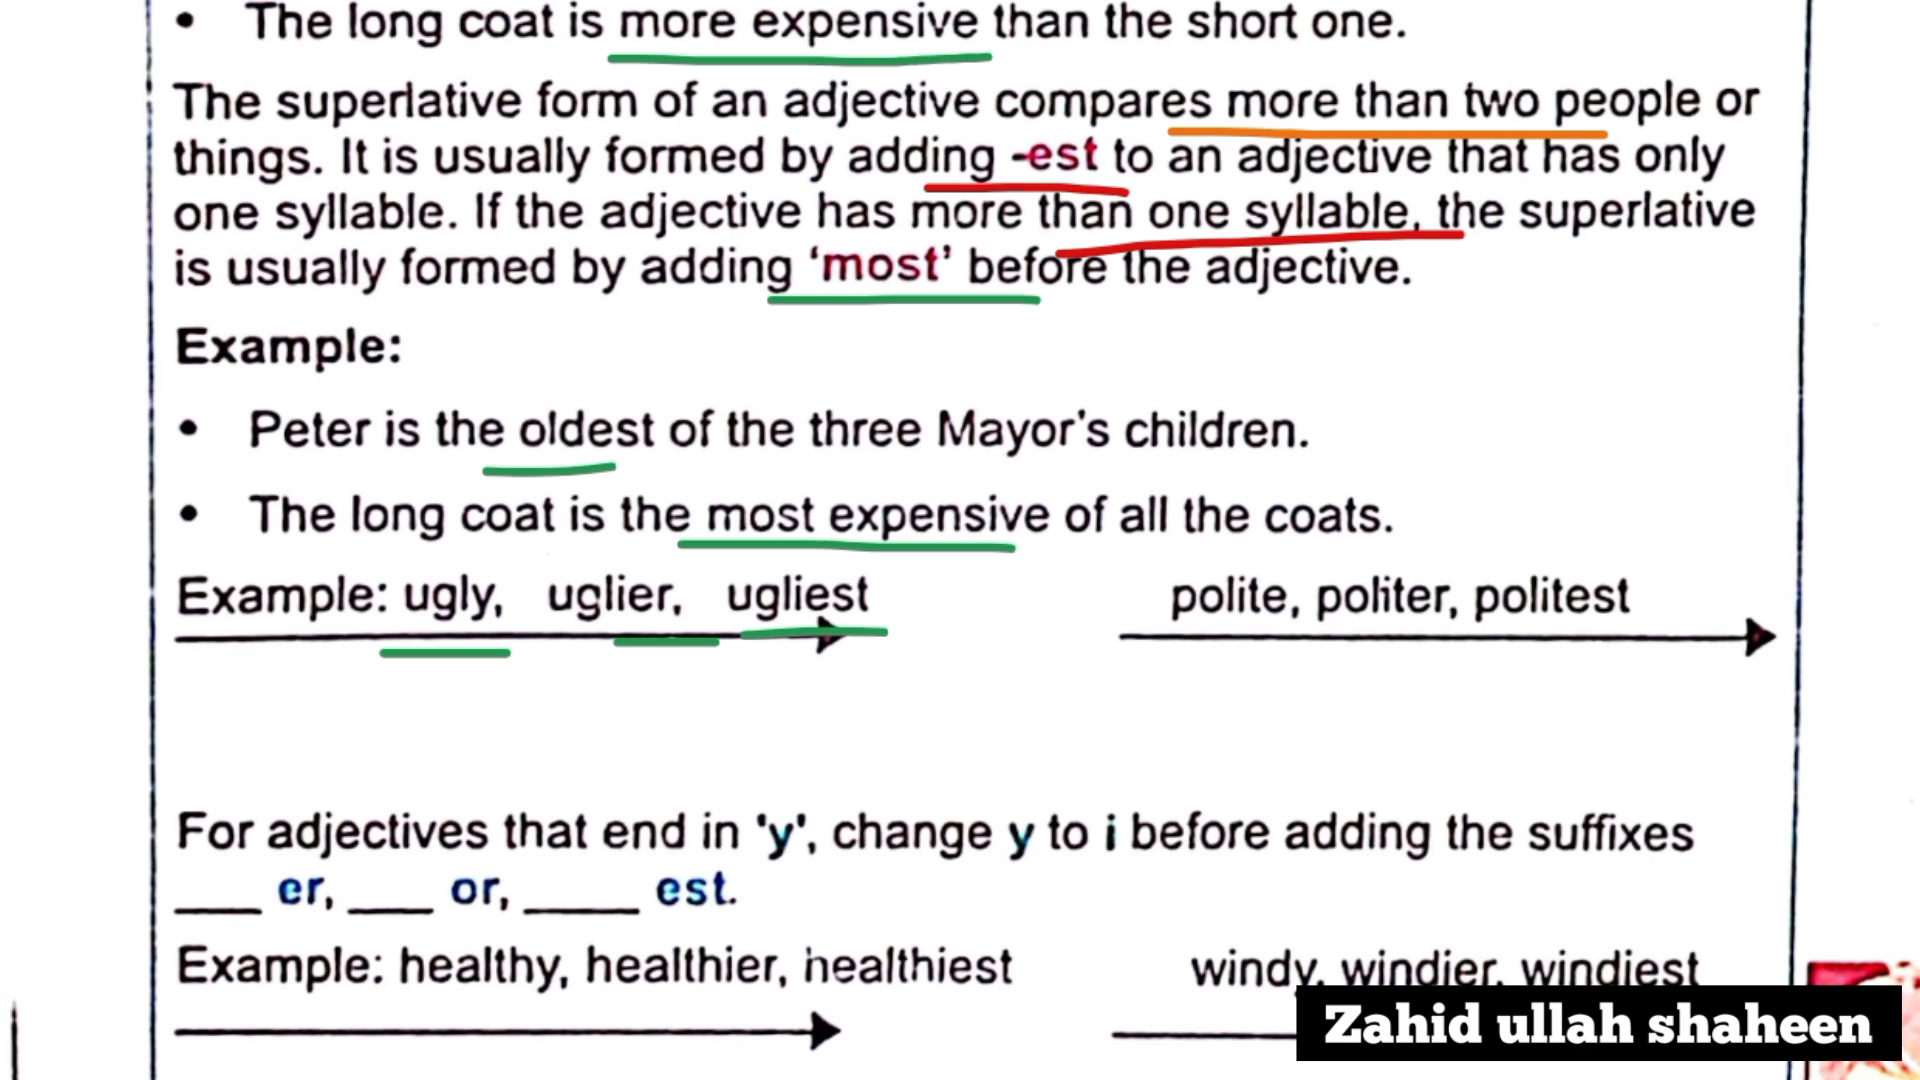 • The long coat is more expensive than the short one.
The superlative form of an adjective compares more than two people or
things. It is usually formed by adding -est to an adjective that has only
one syllable. If the adjective has more than one syllable, the superlative
is usually formed by adding ‘most’ before the adjective.
Example:
• Peter is the oldest of the three Mayor's children.
• The long coat is the most expensive of all the coats.
Example: ugly, uglier, ugliest polite, politer, politest
For adjectives that end in 'y', change y to i before adding the suffixes
___ er, ___ or, ____ est.
Example: healthy, healthier, healthiest windy, windier, windiest
Zahid ullah shaheen